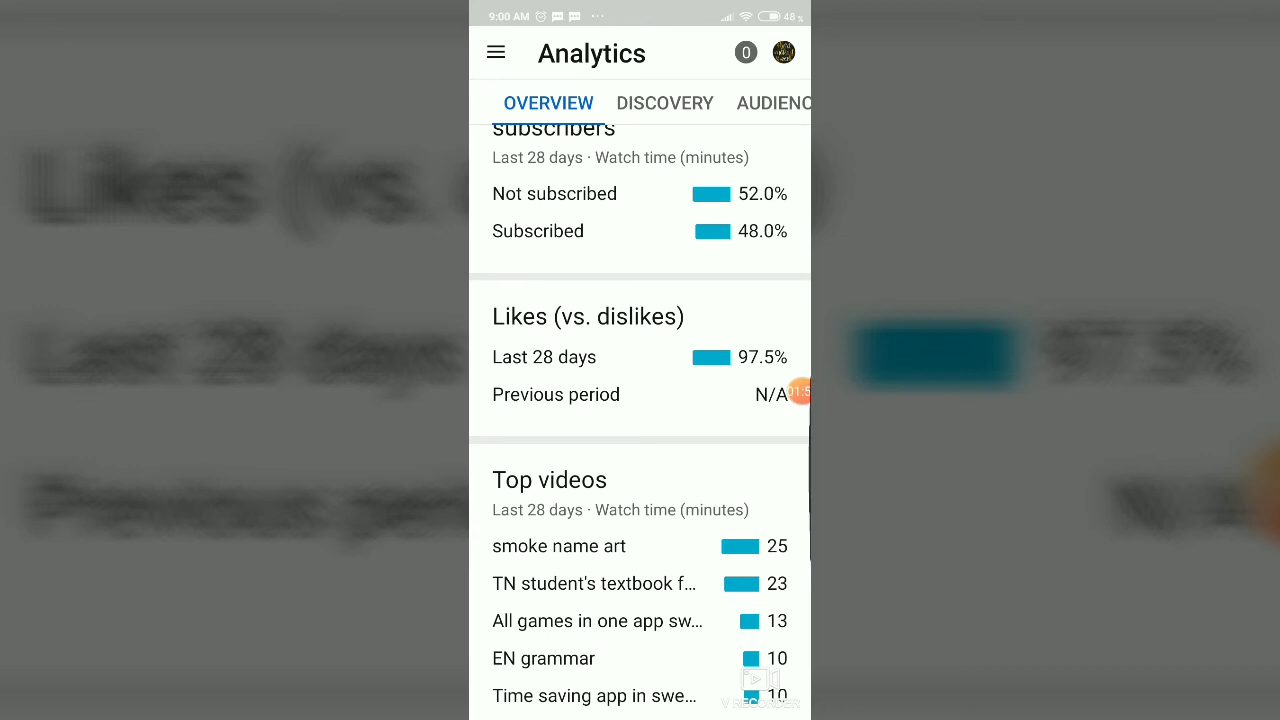 9:00 AM
48 %
Analytics
0
OVERVIEW DISCOVERY AUDIENC
subscribers
Last 28 days · Watch time (minutes)
Not subscribed 52.0%
Subscribed 48.0%
Likes (vs. dislikes)
Last 28 days 97.5%
Previous period N/A
01:5
Top videos
Last 28 days · Watch time (minutes)
smoke name art 25
TN student's textbook f... 23
All games in one app sw... 13
EN grammar 10
Time saving app in swe... 10
V RECORDER